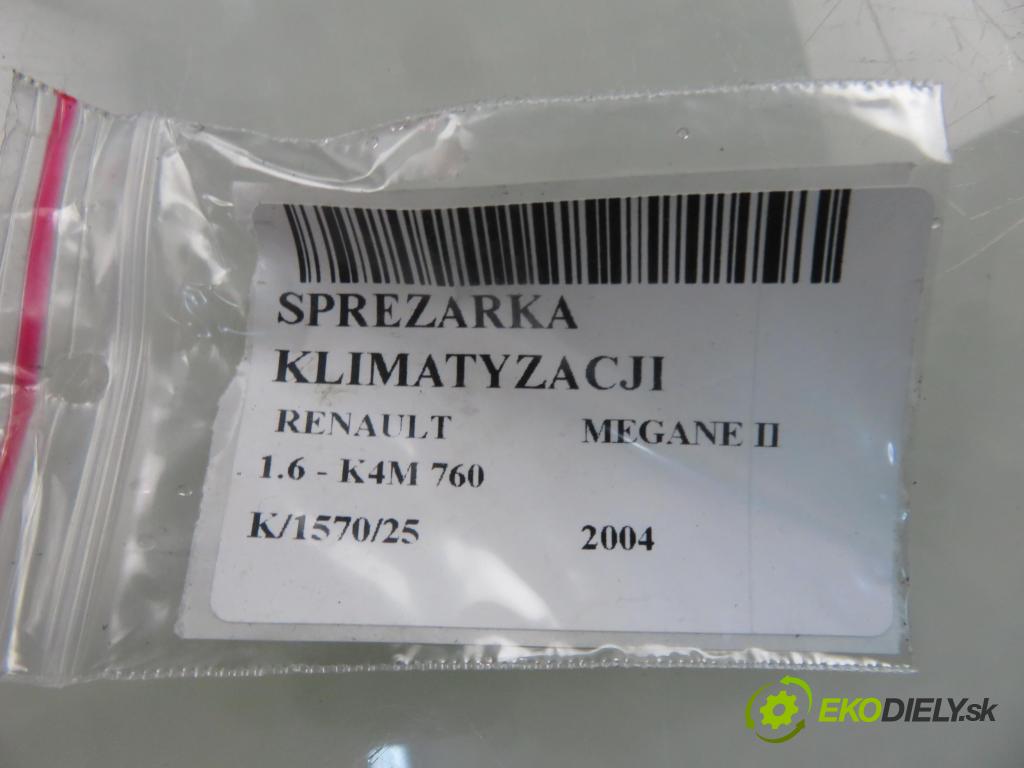 SPREZARKA
KLIMATYZACJI
RENAULT MEGANE II
1.6 - K4M 760
K/1570/25 2004
EKODIELY.sk